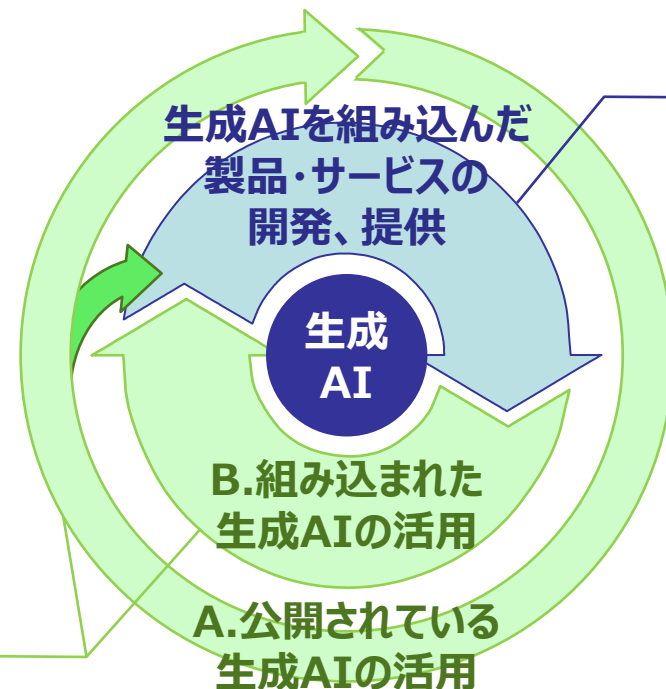 生成AIを組み込んだ
製品・サービスの
開発、提供
生成
AI
B.組み込まれた
生成AIの活用
A.公開されている
生成AIの活用